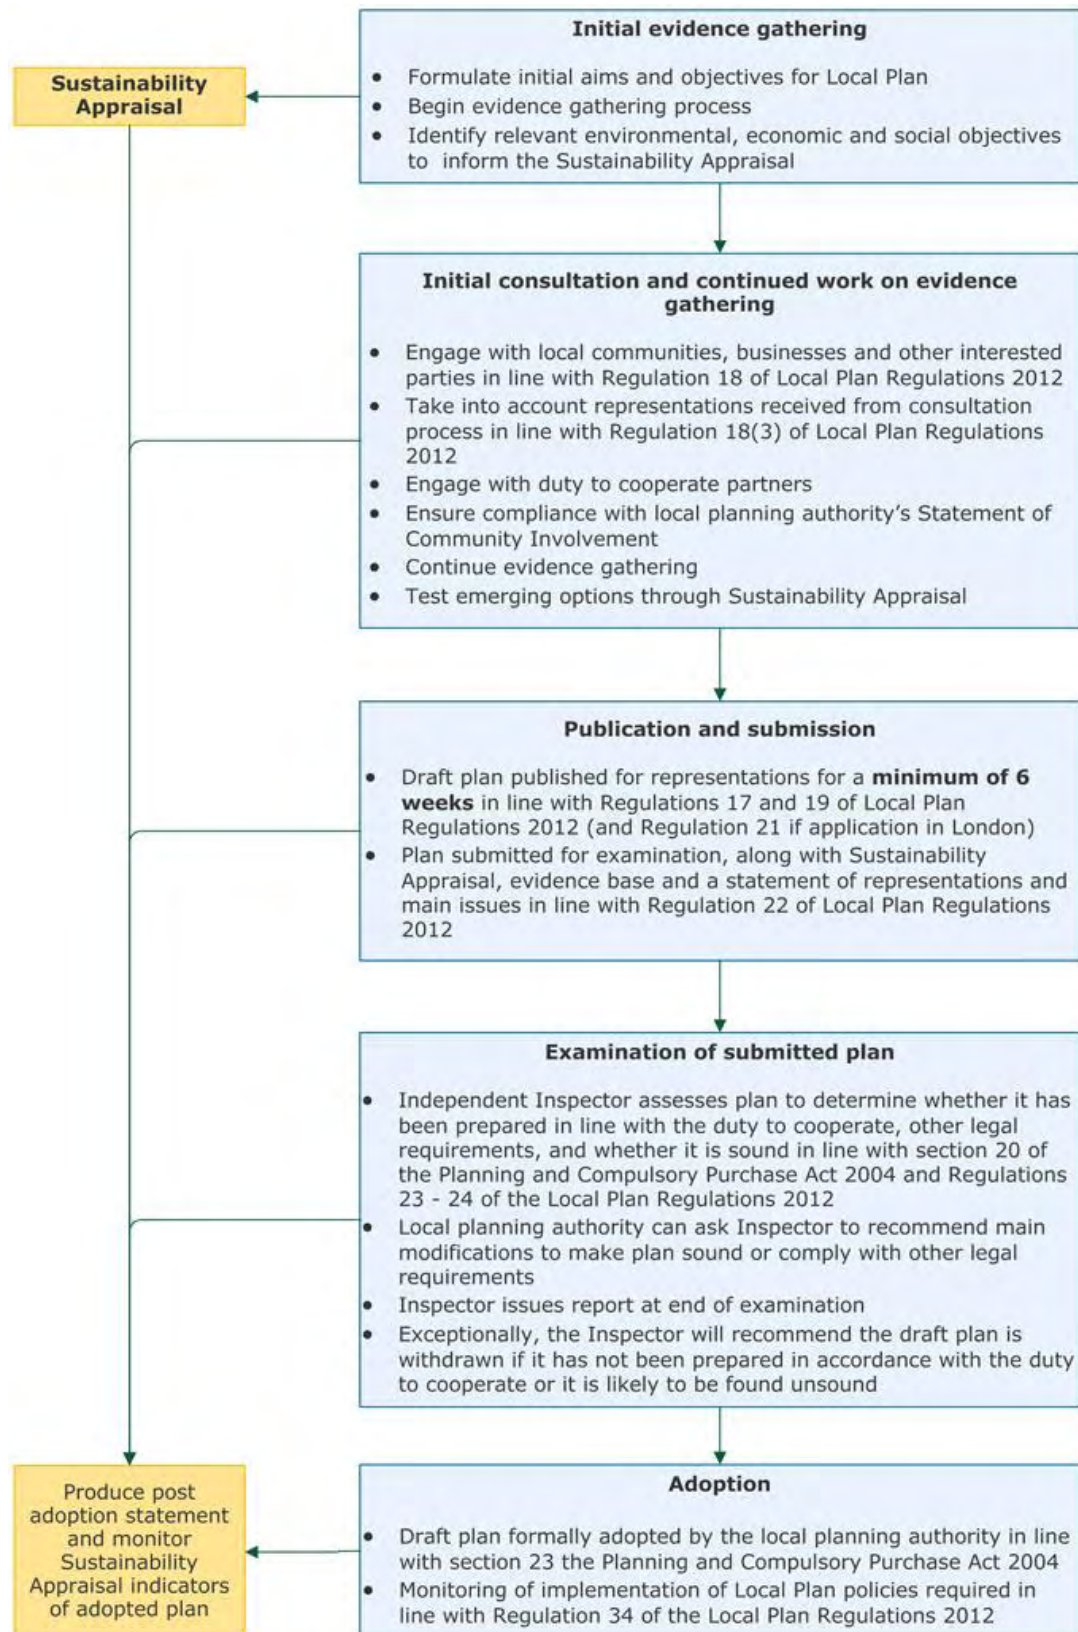 Initial evidence gathering
Sustainability
Appraisal
• Formulate initial aims and objectives for Local Plan
• Begin evidence gathering process
• Identify relevant environmental, economic and social objectives
to inform the Sustainability Appraisal
Initial consultation and continued work on evidence
gathering
• Engage with local communities, businesses and other interested
parties in line with Regulation 18 of Local Plan Regulations 2012
• Take into account representations received from consultation
process in line with Regulation 18(3) of Local Plan Regulations
2012
• Engage with duty to cooperate partners
• Ensure compliance with local planning authority’s Statement of
Community Involvement
• Continue evidence gathering
• Test emerging options through Sustainability Appraisal
Publication and submission
• Draft plan published for representations for a minimum of 6
weeks in line with Regulations 17 and 19 of Local Plan
Regulations 2012 (and Regulation 21 if application in London)
• Plan submitted for examination, along with Sustainability
Appraisal, evidence base and a statement of representations and
main issues in line with Regulation 22 of Local Plan Regulations
2012
Examination of submitted plan
• Independent Inspector assesses plan to determine whether it has
been prepared in line with the duty to cooperate, other legal
requirements, and whether it is sound in line with section 20 of
the Planning and Compulsory Purchase Act 2004 and Regulations
23 - 24 of the Local Plan Regulations 2012
• Local planning authority can ask Inspector to recommend main
modifications to make plan sound or comply with other legal
requirements
• Inspector issues report at end of examination
• Exceptionally, the Inspector will recommend the draft plan is
withdrawn if it has not been prepared in accordance with the duty
to cooperate or it is likely to be found unsound
Produce post
adoption statement
and monitor
Sustainability
Appraisal indicators
of adopted plan
Adoption
• Draft plan formally adopted by the local planning authority in line
with section 23 the Planning and Compulsory Purchase Act 2004
• Monitoring of implementation of Local Plan policies required in
line with Regulation 34 of the Local Plan Regulations 2012